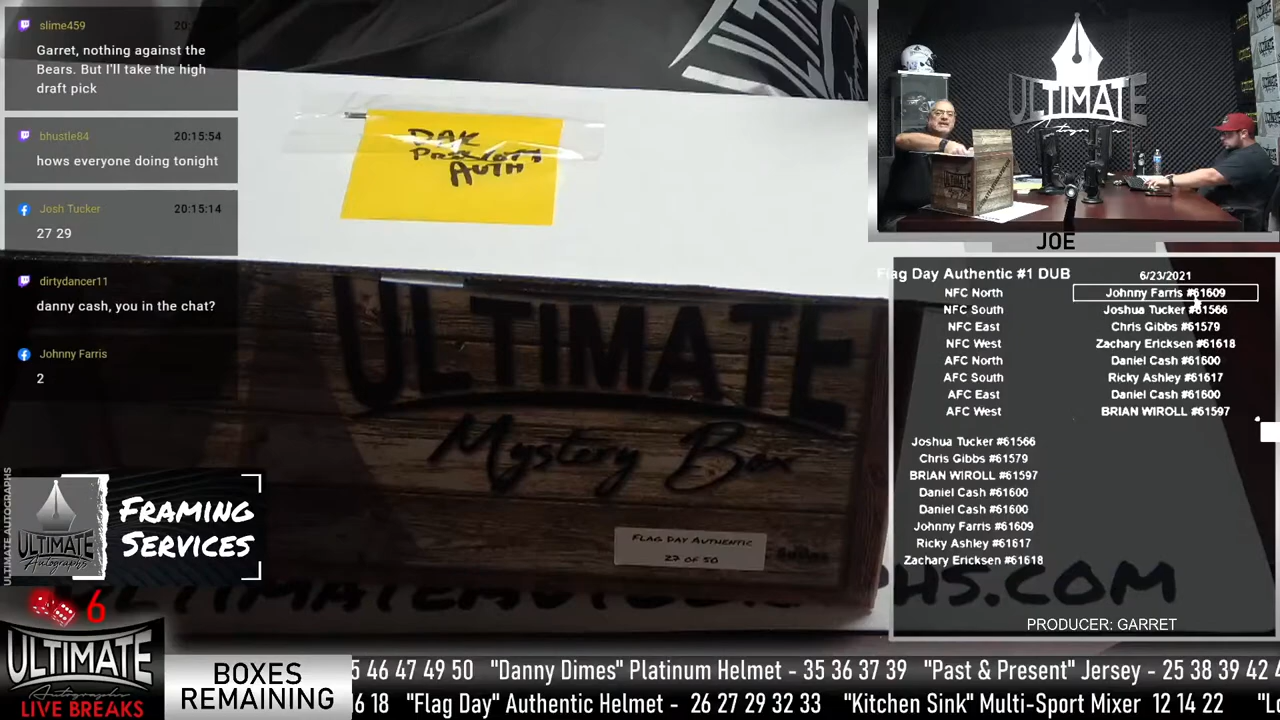 slime459
Garret, nothing against the
Bears. But I'll take the high
draft pick
bhustle84 20:15:54
hows everyone doing tonight
Josh Tucker 20:15:14
27 29
dirtydancer11
danny cash, you in the chat?
Johnny Farris
2
DAK
AUTH
ULTIMATE
Mystery Box
FLAG DAY AUTHENTIC
27 OF 50
ULTIMATE
Autographs
JOE
Flag Day Authentic #1 DUB 6/23/2021
NFC North Johnny Farris #61609
NFC South Joshua Tucker #61566
NFC East Chris Gibbs #61579
NFC West Zachary Ericksen #61618
AFC North Daniel Cash #61600
AFC South Ricky Ashley #61617
AFC East Daniel Cash #61600
AFC West BRIAN WIROLL #61597
Joshua Tucker #61566
Chris Gibbs #61579
BRIAN WIROLL #61597
Daniel Cash #61600
Daniel Cash #61600
Johnny Farris #61609
Ricky Ashley #61617
Zachary Ericksen #61618
PRODUCER: GARRET
ULTIMATE AUTOGRAPHS
ULTIMATE
Autographs
FRAMING
SERVICES
6
ULTIMATE
Autographs
LIVE BREAKS
BOXES
REMAINING
5 46 47 49 50 "Danny Dimes" Platinum Helmet - 35 36 37 39 "Past & Present" Jersey - 25 38 39 42
6 18 "Flag Day" Authentic Helmet - 26 27 29 32 33 "Kitchen Sink" Multi-Sport Mixer 12 14 22